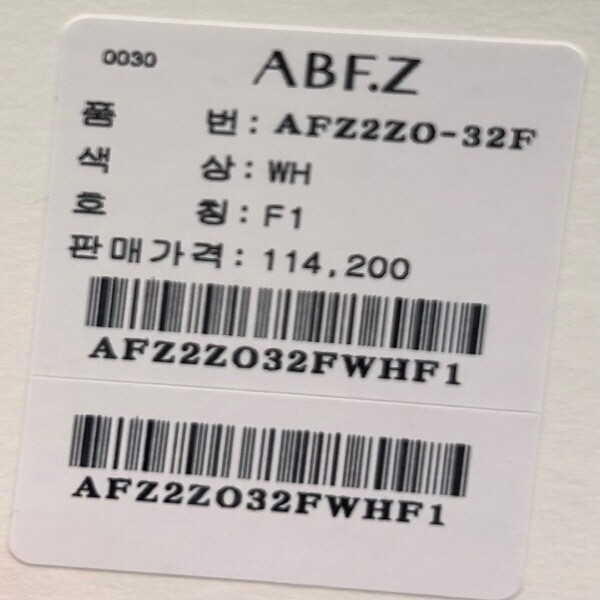 0030 ABF.Z
품 번 : AFZ2ZO-32F
색 상 : WH
호 칭 : F1
판매가격 : 114,200
AFZ2ZO32FWHF1
AFZ2ZO32FWHF1